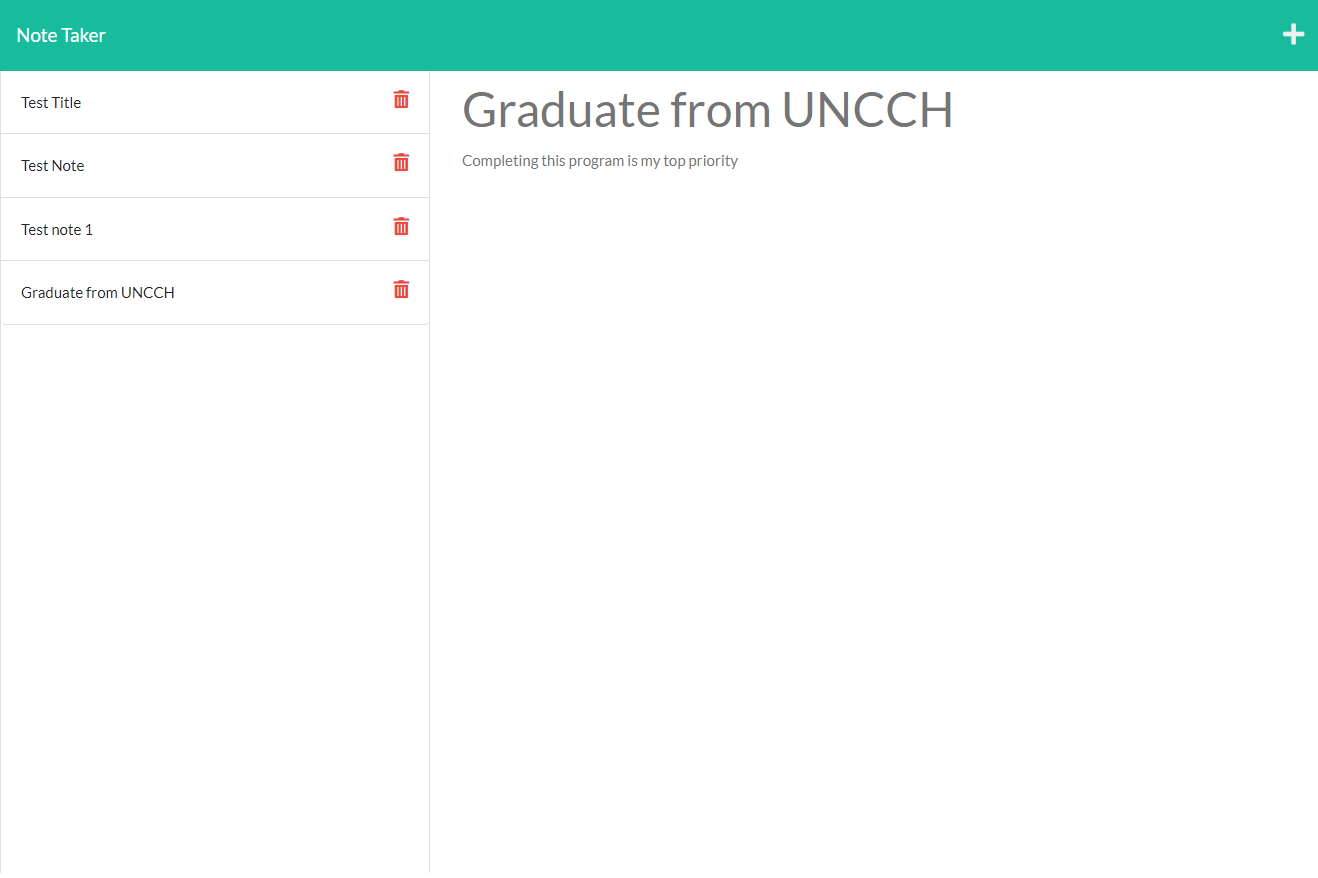 Note Taker
Test Title
Test Note
Test note 1
Graduate from UNCCH
Graduate from UNCCH
Completing this program is my top priority